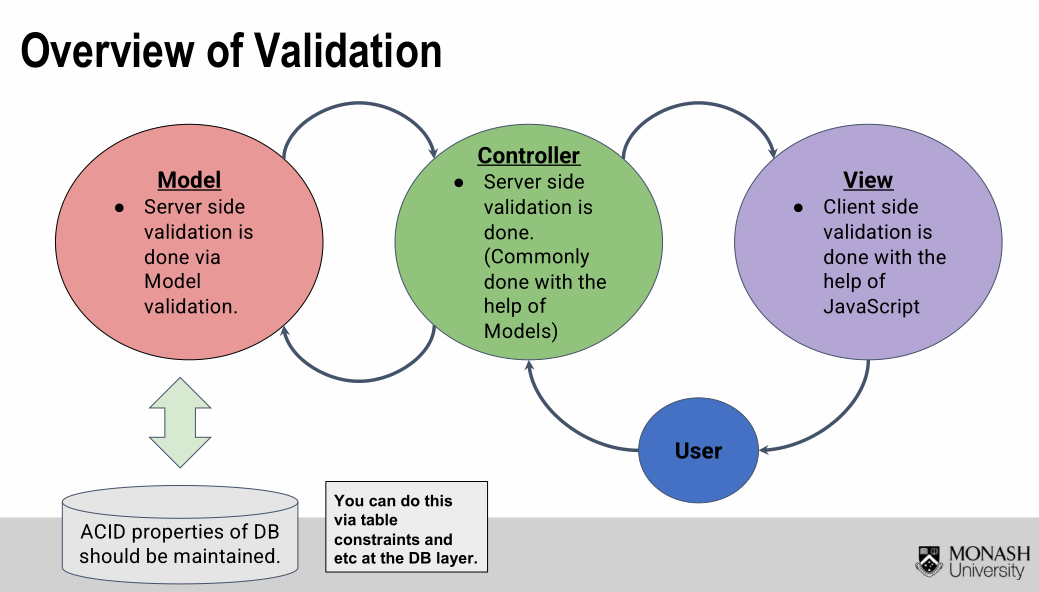 Overview of Validation
Model
● Server side
validation is
done via
Model
validation.
Controller
● Server side
validation is
done.
(Commonly
done with the
help of
Models)
View
● Client side
validation is
done with the
help of
JavaScript
User
ACID properties of DB
should be maintained.
You can do this
via table
constraints and
etc at the DB layer.
MONASH
University